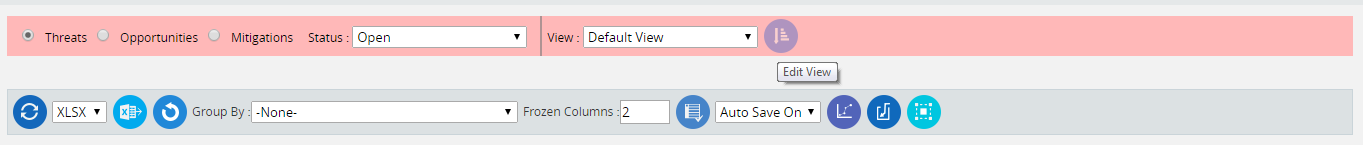 Threats Opportunities Mitigations Status : Open View : Default View
Edit View
XLSX Group By : -None- Frozen Columns : 2 Auto Save On